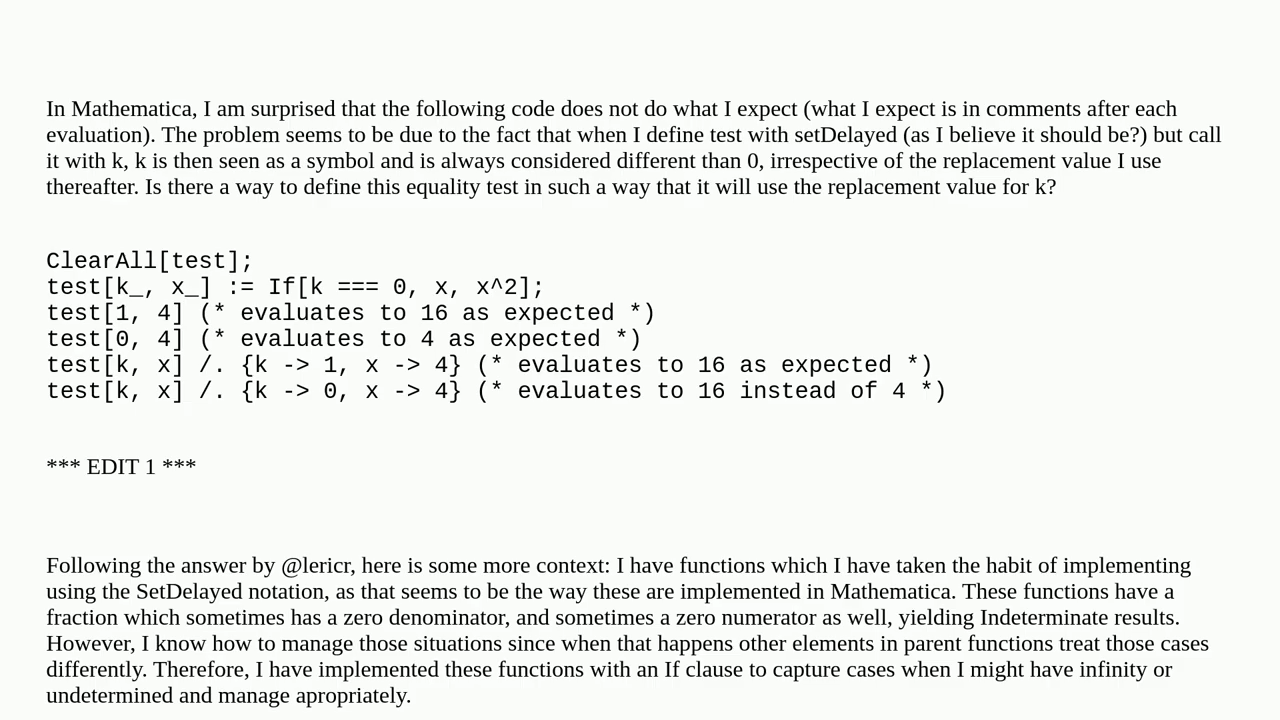 In Mathematica, I am surprised that the following code does not do what I expect (what I expect is in comments after each
evaluation). The problem seems to be due to the fact that when I define test with setDelayed (as I believe it should be?) but call
it with k, k is then seen as a symbol and is always considered different than 0, irrespective of the replacement value I use
thereafter. Is there a way to define this equality test in such a way that it will use the replacement value for k?
ClearAll[test];
test[k_, x_] := If[k === 0, x, x^2];
test[1, 4] (* evaluates to 16 as expected *)
test[0, 4] (* evaluates to 4 as expected *)
test[k, x] /. {k -> 1, x -> 4} (* evaluates to 16 as expected *)
test[k, x] /. {k -> 0, x -> 4} (* evaluates to 16 instead of 4 *)
*** EDIT 1 ***
Following the answer by @lericr, here is some more context: I have functions which I have taken the habit of implementing
using the SetDelayed notation, as that seems to be the way these are implemented in Mathematica. These functions have a
fraction which sometimes has a zero denominator, and sometimes a zero numerator as well, yielding Indeterminate results.
However, I know how to manage those situations since when that happens other elements in parent functions treat those cases
differently. Therefore, I have implemented these functions with an If clause to capture cases when I might have infinity or
undetermined and manage apropriately.